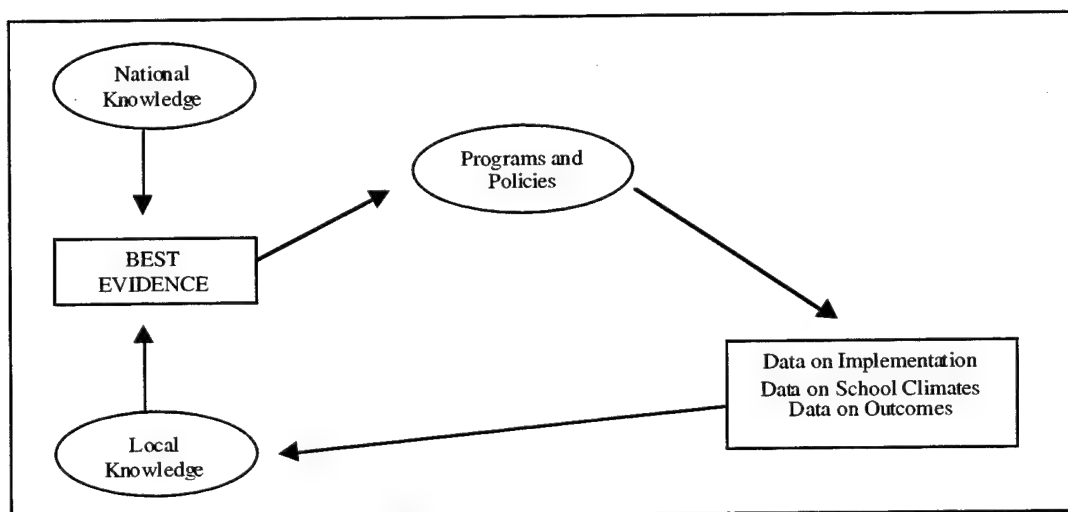 National
Knowledge
Programs and
Policies
BEST
EVIDENCE
Data on Implementation
Data on School Climates
Data on Outcomes
Local
Knowledge